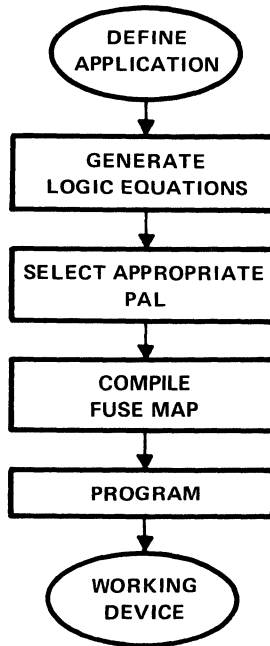 DEFINE
APPLICATION
GENERATE
LOGIC EQUATIONS
SELECT APPROPRIATE
PAL
COMPILE
FUSE MAP
PROGRAM
WORKING
DEVICE